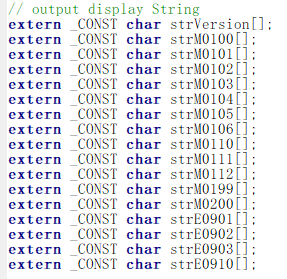 // output display String
extern _CONST char strVersion[];
extern _CONST char strM0100[];
extern _CONST char strM0101[];
extern _CONST char strM0102[];
extern _CONST char strM0103[];
extern _CONST char strM0104[];
extern _CONST char strM0105[];
extern _CONST char strM0106[];
extern _CONST char strM0110[];
extern _CONST char strM0111[];
extern _CONST char strM0112[];
extern _CONST char strM0199[];
extern _CONST char strM0200[];
extern _CONST char strE0901[];
extern _CONST char strE0902[];
extern _CONST char strE0903[];
extern _CONST char strE0910[];